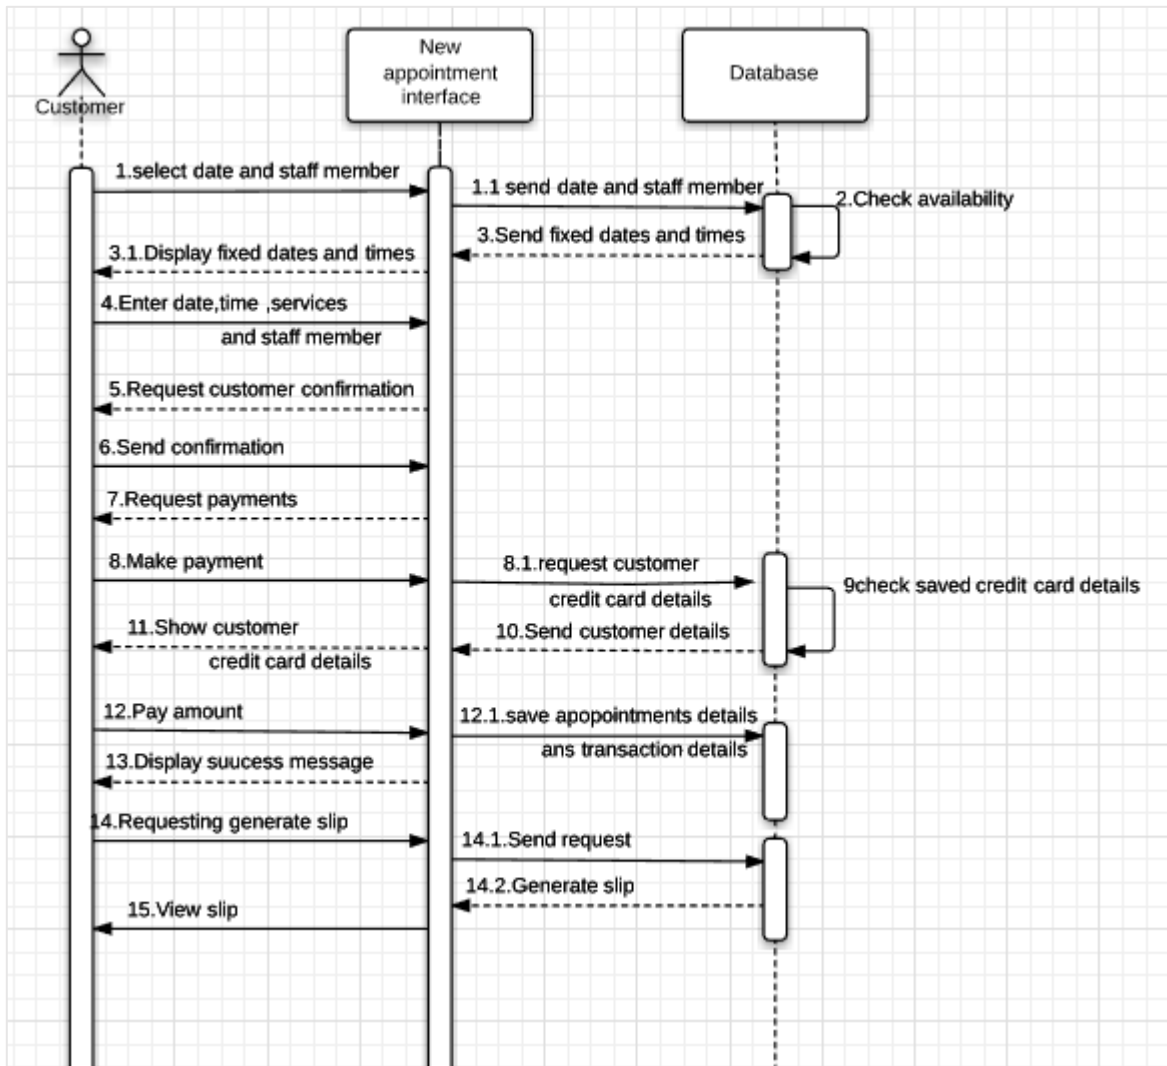 New
appointment
interface
Database
Customer
1.select date and staff member
1.1 send date and staff member
2.Check availability
3.Send fixed dates and times
3.1.Display fixed dates and times
4.Enter date,time ,services
and staff member
5.Request customer confirmation
6.Send confirmation
7.Request payments
8.Make payment
8.1.request customer
credit card details
9check saved credit card details
10.Send customer details
11.Show customer
credit card details
12.Pay amount
12.1.save apopointments details
ans transaction details
13.Display suucess message
14.Requesting generate slip
14.1.Send request
14.2.Generate slip
15.View slip